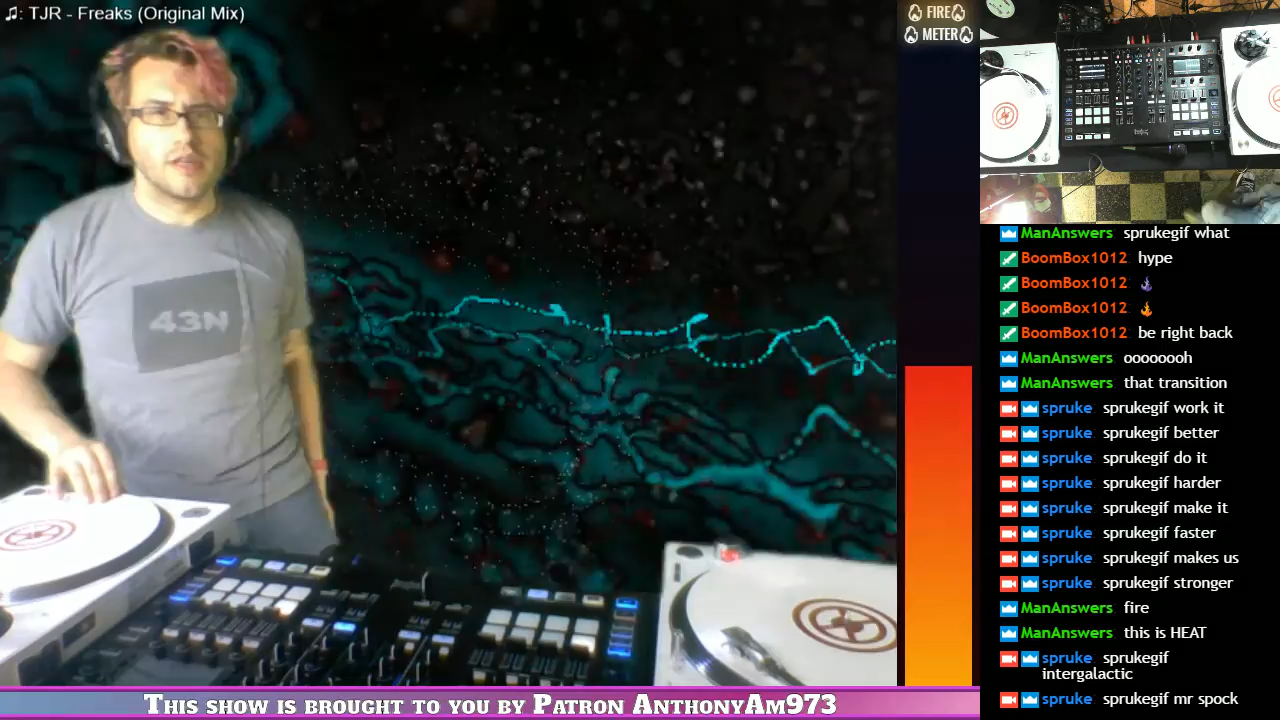 ♫: TJR - Freaks (Original Mix)
FIRE
METER
43N
ManAnswers sprukegif what
BoomBox1012 hype
BoomBox1012
BoomBox1012
BoomBox1012 be right back
ManAnswers oooooooh
ManAnswers that transition
spruke sprukegif work it
spruke sprukegif better
spruke sprukegif do it
spruke sprukegif harder
spruke sprukegif make it
spruke sprukegif faster
spruke sprukegif makes us
spruke sprukegif stronger
ManAnswers fire
ManAnswers this is HEAT
spruke sprukegif
intergalactic
spruke sprukegif mr spock
This show is brought to you by Patron AnthonyAm973